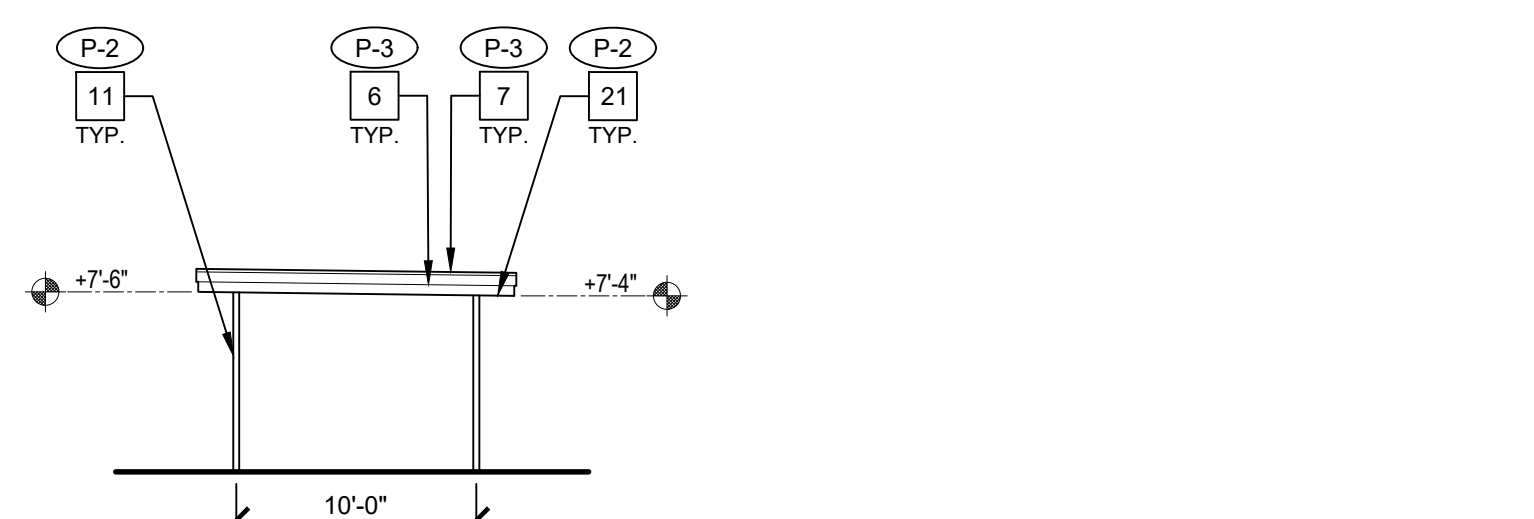 P-2 P-3 P-3 P-2
11 6 7 21
TYP. TYP. TYP. TYP.
+7'-6" +7'-4"
10'-0"